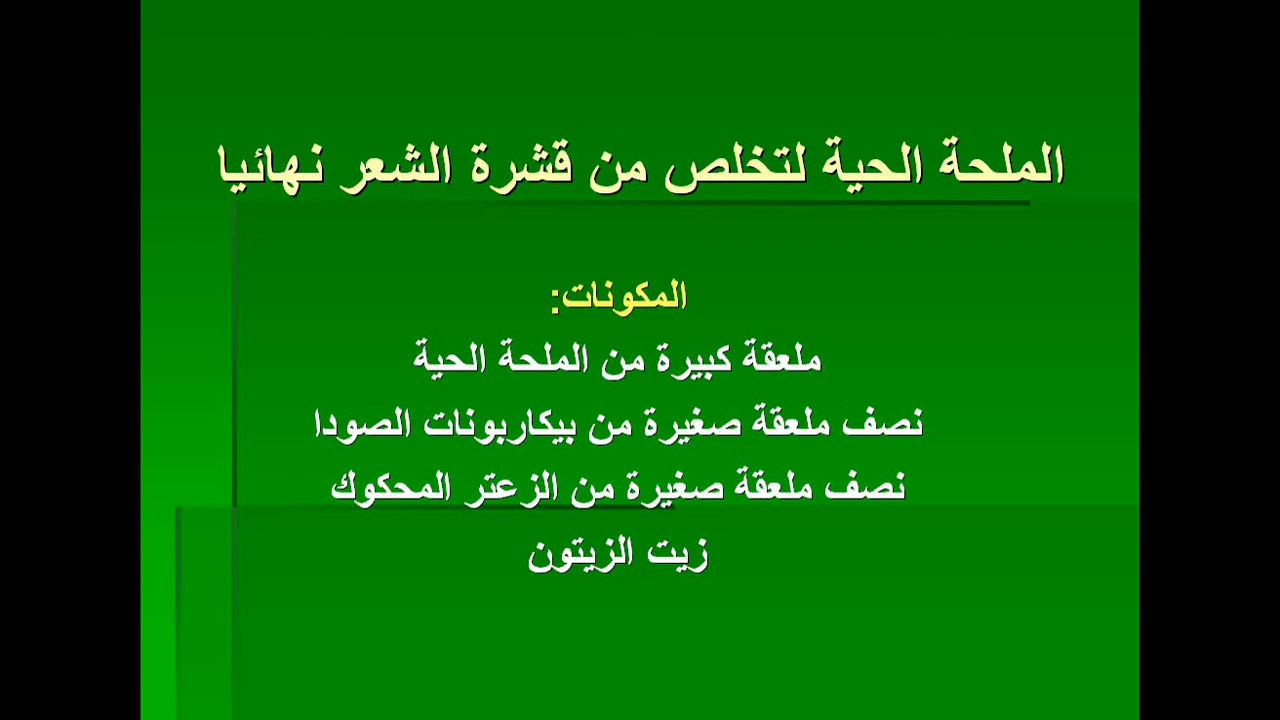 الملحة الحية لتخلص من قشرة الشعر نهائيا
المكونات:
ملعقة كبيرة من الملحة الحية
نصف ملعقة صغيرة من بيكاربونات الصودا
نصف ملعقة صغيرة من الزعتر المحكوك
زيت الزيتون